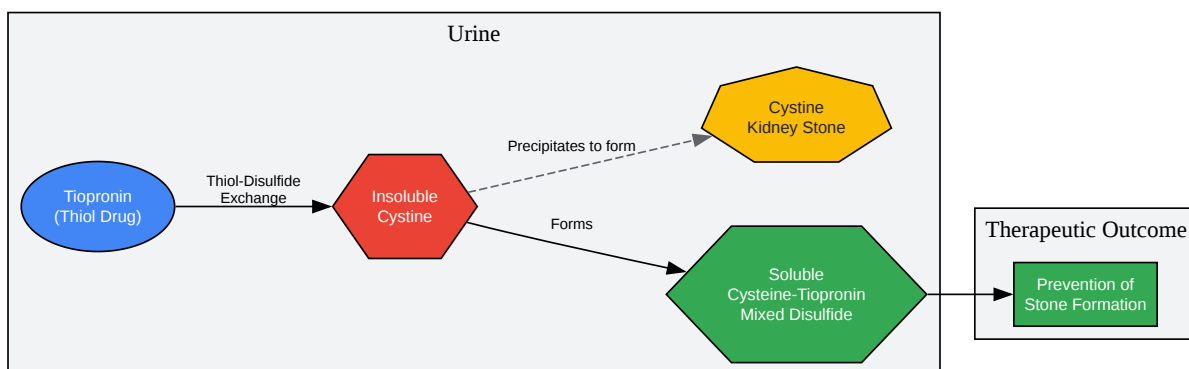 Urine
Cystine
Kidney Stone
Precipitates to form
Thiol-Disulfide
Exchange
Tiopronin
(Thiol Drug)
Insoluble
Cystine
Forms
Soluble
Cysteine-Tiopronin
Mixed Disulfide
Therapeutic Outcome
Prevention of
Stone Formation